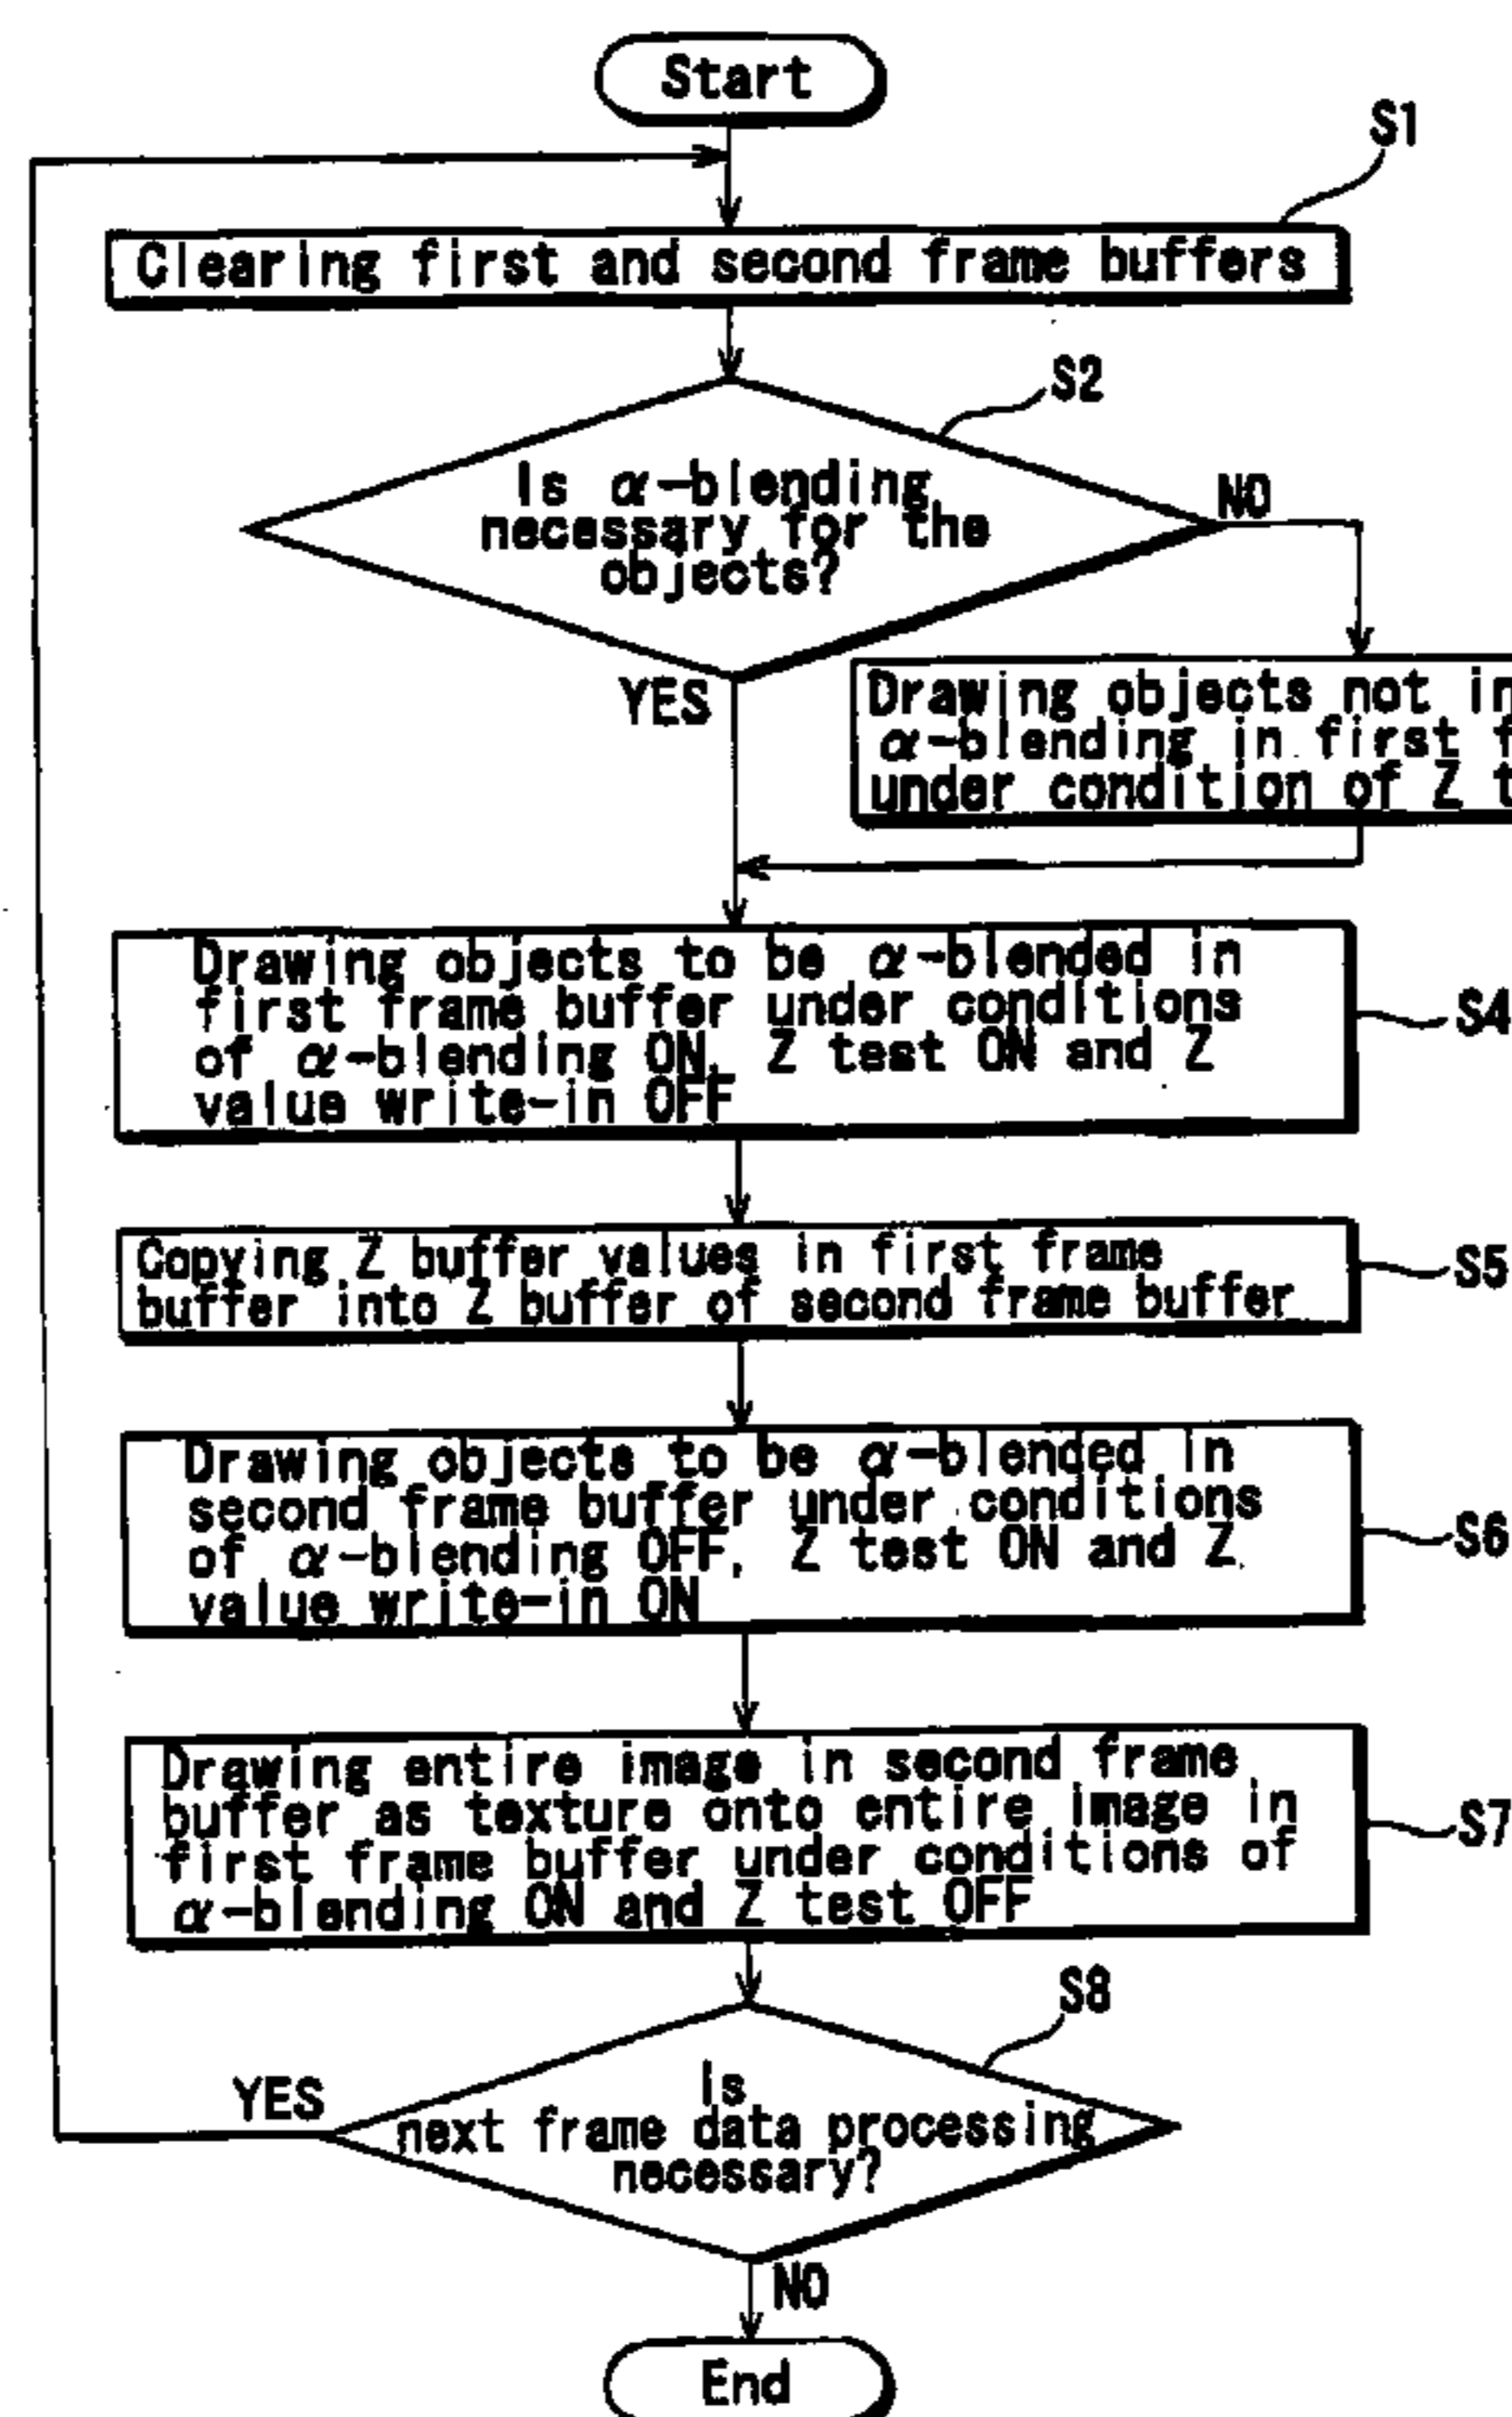 Start
S1
Clearing first and second frame buffers
S2
Is α-blending
necessary for the
objects?
NO
YES
Drawing objects not
α-blending in first
under condition of Z
Drawing objects to be α-blended in
first frame buffer under conditions
of α-blending ON, Z test ON and Z
value write-in OFF
S4
Copying Z buffer values in first frame
buffer into Z buffer of second frame buffer
S5
Drawing objects to be α-blended in
second frame buffer under conditions
of α-blending OFF, Z test ON and Z
value write-in ON
S6
Drawing entire image in second frame
buffer as texture onto entire image in
first frame buffer under conditions of
α-blending ON and Z test OFF
S7
S8
Is
next frame data processing
necessary?
YES
NO
End